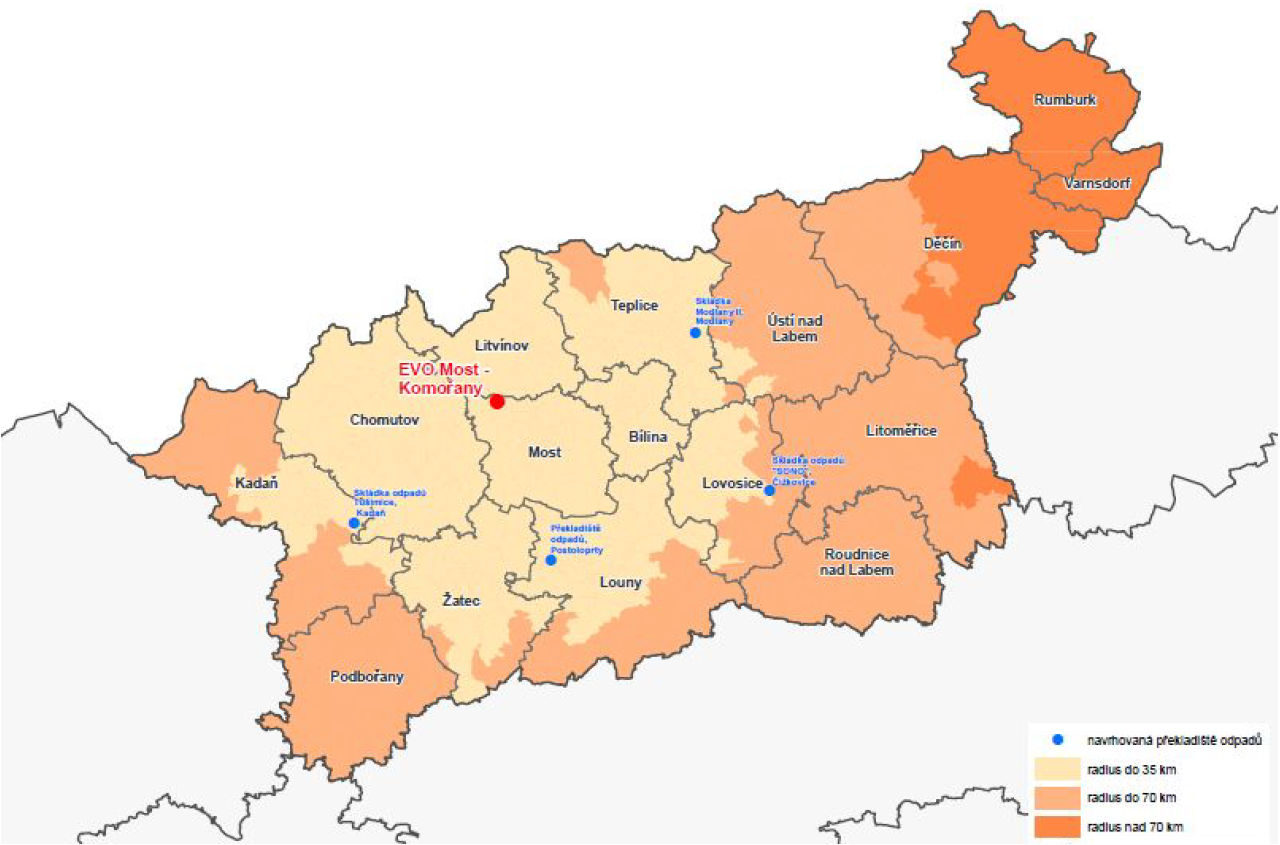 Rumburk
Varnsdorf
Děčín
Teplice
Skládka
Modlany II,
Modlany
Ústí nad
Labem
Litvínov
EVO Most -
Komořany
Chomutov
Most
Bílina
Litoměřice
Kadaň
Lovosice
Skládka odpadů
"SONO",
Čížkovice
Skládka odpadů
Tušimice,
Kadaň
Překladiště
odpadů,
Postoloprty
Roudnice
nad Labem
Žatec
Louny
Podbořany
navrhovaná překladiště odpadů
radius do 35 km
radius do 70 km
radius nad 70 km